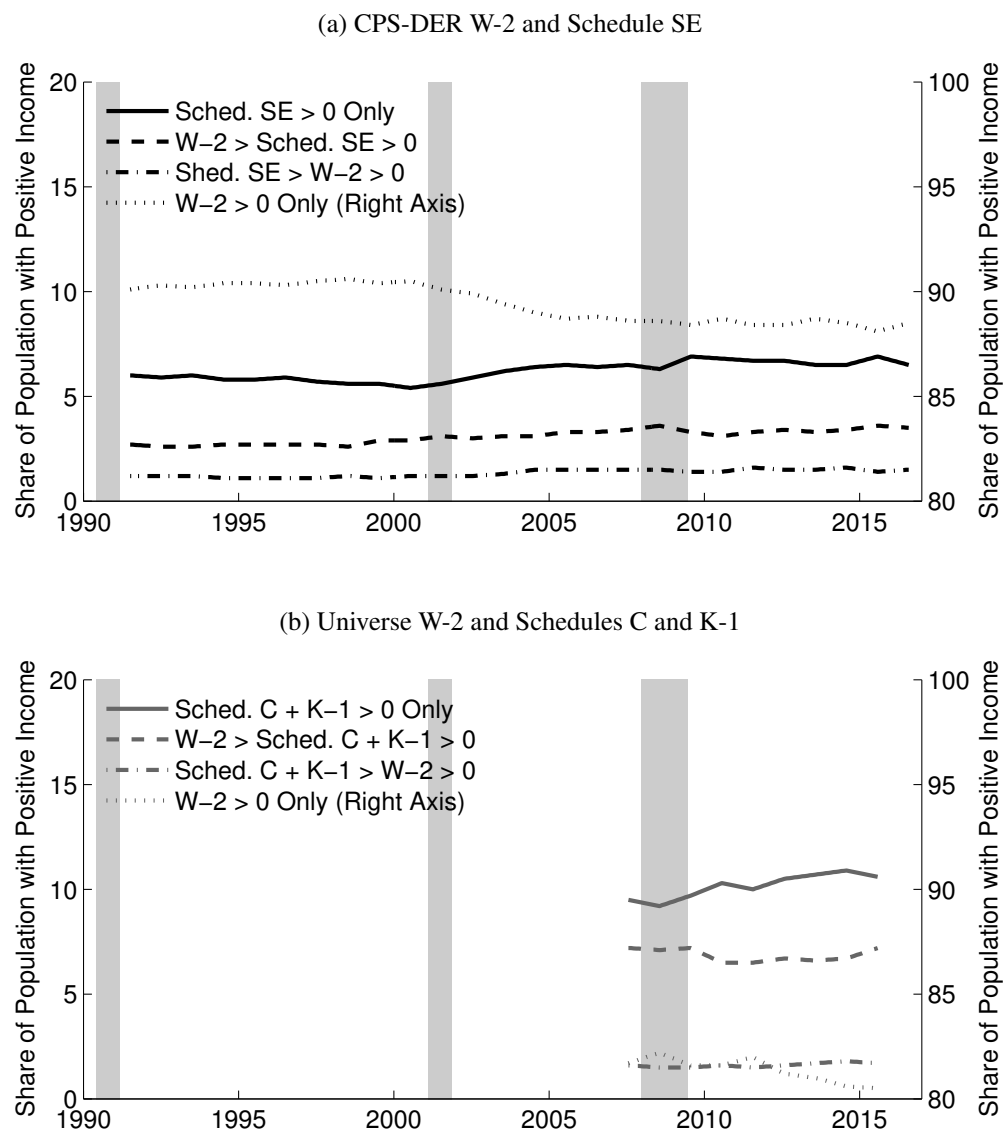 (a) CPS-DER W-2 and Schedule SE
Share of Population with Positive Income
20
15
10
5
0
Sched. SE > 0 Only
W−2 > Sched. SE > 0
Shed. SE > W−2 > 0
W−2 > 0 Only (Right Axis)
100
95
90
85
80
Share of Population with Positive Income
1990 1995 2000 2005 2010 2015
(b) Universe W-2 and Schedules C and K-1
Share of Population with Positive Income
20
15
10
5
0
Sched. C + K−1 > 0 Only
W−2 > Sched. C + K−1 > 0
Sched. C + K−1 > W−2 > 0
W−2 > 0 Only (Right Axis)
100
95
90
85
80
Share of Population with Positive Income
1990 1995 2000 2005 2010 2015